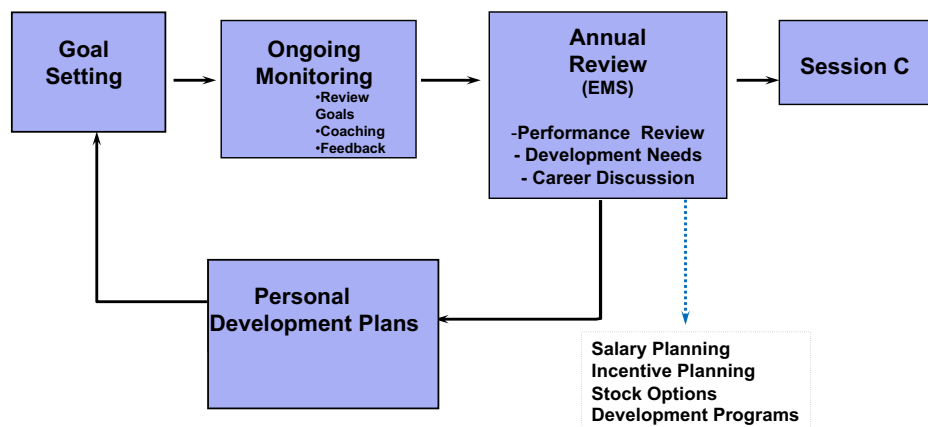 Goal
Setting
Ongoing
Monitoring
•Review
Goals
•Coaching
•Feedback
Annual
Review
(EMS)
-Performance Review
- Development Needs
- Career Discussion
Session C
Personal
Development Plans
Salary Planning
Incentive Planning
Stock Options
Development Programs